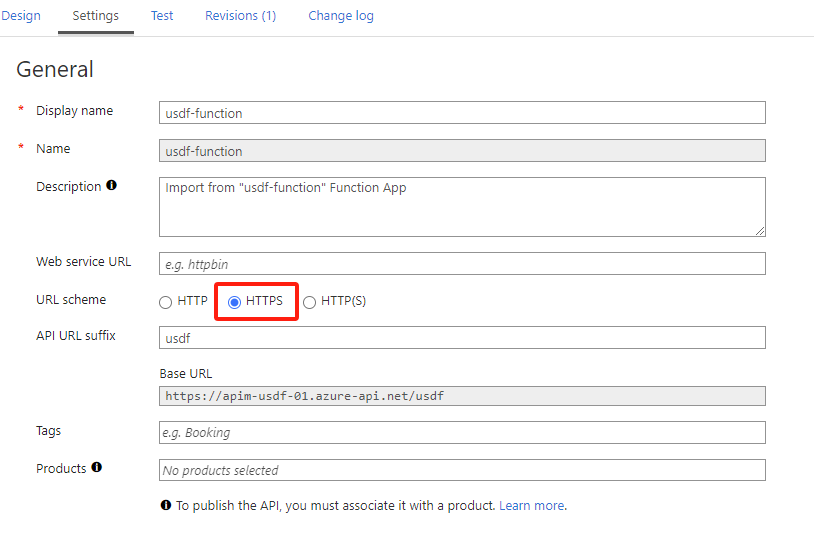 Design Settings Test Revisions (1) Change log
General
* Display name usdf-function
* Name usdf-function
Description Import from "usdf-function" Function App
Web service URL e.g. httpbin
URL scheme HTTP HTTPS HTTP(S)
API URL suffix usdf
Base URL
https://apim-usdf-01.azure-api.net/usdf
Tags e.g. Booking
Products No products selected
To publish the API, you must associate it with a product. Learn more.